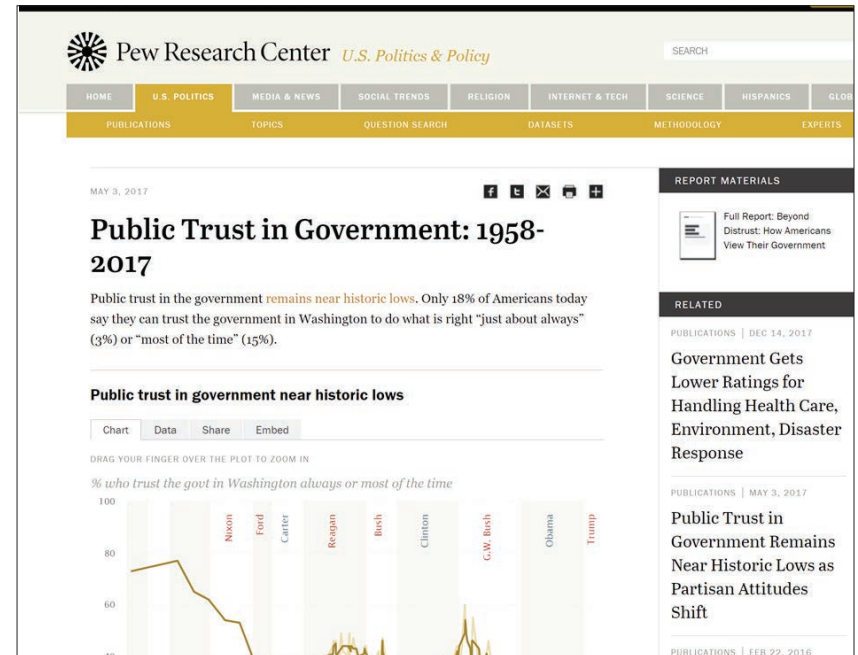 Pew Research Center U.S. Politics & Policy
SEARCH
HOME U.S. POLITICS MEDIA & NEWS SOCIAL TRENDS RELIGION INTERNET & TECH SCIENCE HISPANICS GLOB
PUBLICATIONS TOPICS QUESTION SEARCH DATASETS METHODOLOGY EXPERTS
MAY 3, 2017
Public Trust in Government: 1958-
2017
Public trust in the government remains near historic lows. Only 18% of Americans today
say they can trust the government in Washington to do what is right “just about always”
(3%) or “most of the time” (15%).
Public trust in government near historic lows
Chart Data Share Embed
DRAG YOUR FINGER OVER THE PLOT TO ZOOM IN
% who trust the govt in Washington always or most of the time
100
Nixon
Ford
Carter
Reagan
Bush
Clinton
G.W. Bush
Obama
Trump
80
60
40
REPORT MATERIALS
Full Report: Beyond
Distrust: How Americans
View Their Government
RELATED
PUBLICATIONS | DEC 14, 2017
Government Gets
Lower Ratings for
Handling Health Care,
Environment, Disaster
Response
PUBLICATIONS | MAY 3, 2017
Public Trust in
Government Remains
Near Historic Lows as
Partisan Attitudes
Shift
PUBLICATIONS | FEB 22, 2016